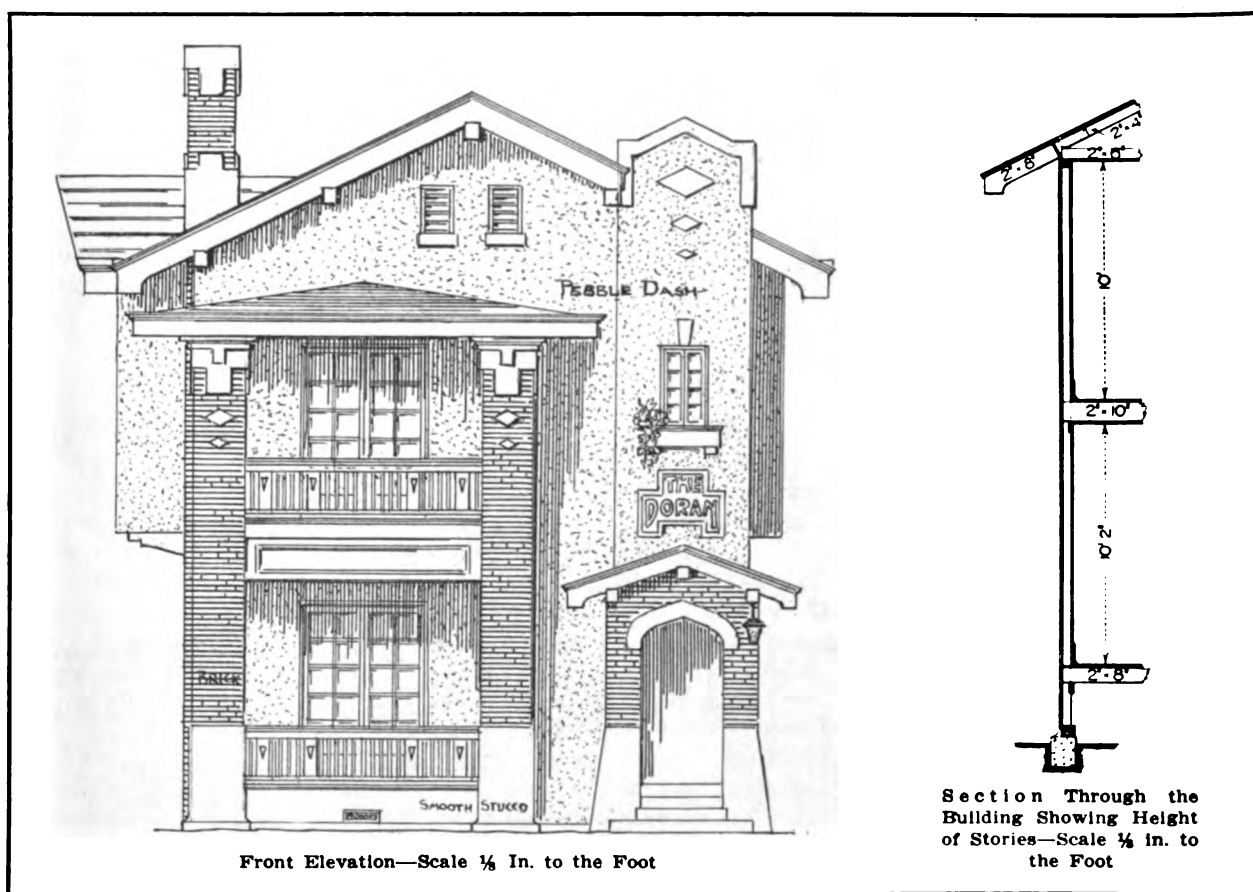 PEBBLE DASH
THE
DORAN
BRICK
SMOOTH STUCCO
Front Elevation—Scale ⅛ In. to the Foot
2"-4"
2"-6"
2"-8"
10'
2"-10"
10' 2"
2"-8"
Section Through the
Building Showing Height
of Stories—Scale ⅛ in. to
the Foot